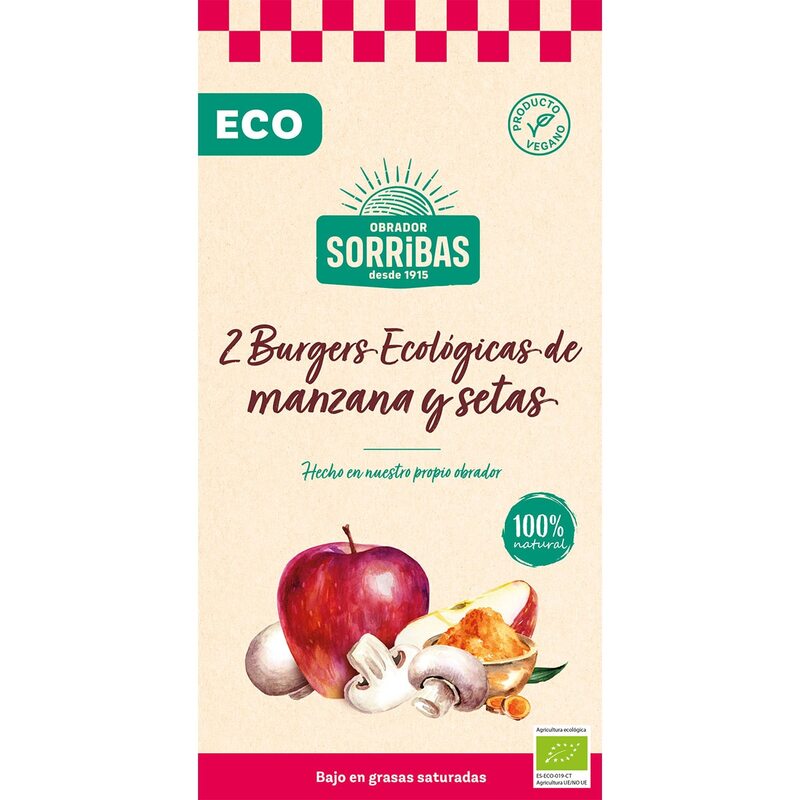 ECO
PRODUCTO
VEGANO
OBRADOR
SORRiBAS
desde 1915
2 Burgers Ecológicas de
manzana y setas
Hecho en nuestro propio obrador
100%
natural
Agricultura ecológica
ES-ECO-019-CT
Agricultura UE/NO UE
Bajo en grasas saturadas